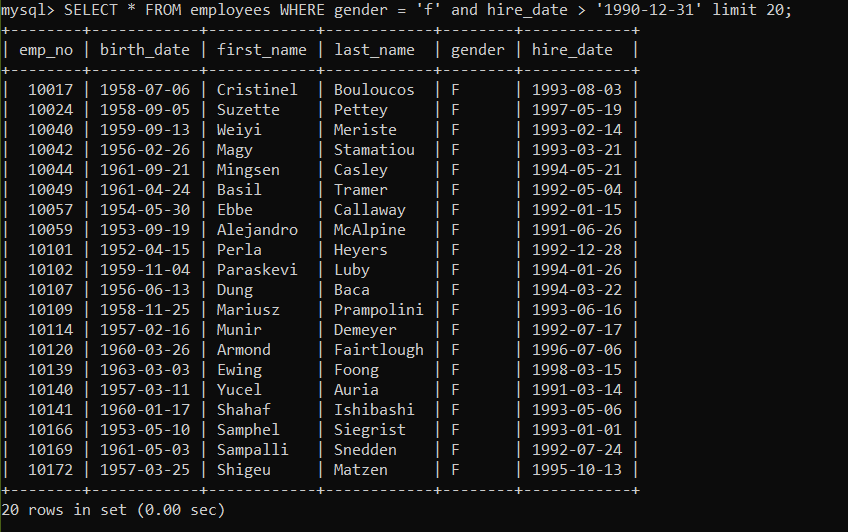 mysql> SELECT * FROM employees WHERE gender = 'f' and hire_date > '1990-12-31' limit 20;
+--------+------------+------------+------------+--------+------------+
| emp_no | birth_date | first_name | last_name  | gender | hire_date  |
+--------+------------+------------+------------+--------+------------+
|  10017 | 1958-07-06 | Cristinel  | Bouloucos  | F      | 1993-08-03 |
|  10024 | 1958-09-05 | Suzette    | Pettey     | F      | 1997-05-19 |
|  10040 | 1959-09-13 | Weiyi      | Meriste    | F      | 1993-02-14 |
|  10042 | 1956-02-26 | Magy       | Stamatiou  | F      | 1993-03-21 |
|  10044 | 1961-09-21 | Mingsen    | Casley     | F      | 1994-05-21 |
|  10049 | 1961-04-24 | Basil      | Tramer     | F      | 1992-05-04 |
|  10057 | 1954-05-30 | Ebbe       | Callaway   | F      | 1992-01-15 |
|  10059 | 1953-09-19 | Alejandro  | McAlpine   | F      | 1991-06-26 |
|  10101 | 1952-04-15 | Perla      | Heyers     | F      | 1992-12-28 |
|  10102 | 1959-11-04 | Paraskevi  | Luby       | F      | 1994-01-26 |
|  10107 | 1956-06-13 | Dung       | Baca       | F      | 1994-03-22 |
|  10109 | 1958-11-25 | Mariusz    | Prampolini | F      | 1993-06-16 |
|  10114 | 1957-02-16 | Munir      | Demeyer    | F      | 1992-07-17 |
|  10120 | 1960-03-26 | Armond     | Fairtlough | F      | 1996-07-06 |
|  10139 | 1963-03-03 | Ewing      | Foong      | F      | 1998-03-15 |
|  10140 | 1957-03-11 | Yucel      | Auria      | F      | 1991-03-14 |
|  10141 | 1960-01-17 | Shahaf     | Ishibashi  | F      | 1993-05-06 |
|  10166 | 1953-05-10 | Samphel    | Siegrist   | F      | 1993-01-01 |
|  10169 | 1961-05-03 | Sampalli   | Snedden    | F      | 1992-07-24 |
|  10172 | 1957-03-25 | Shigeu     | Matzen     | F      | 1995-10-13 |
+--------+------------+------------+------------+--------+------------+
20 rows in set (0.00 sec)